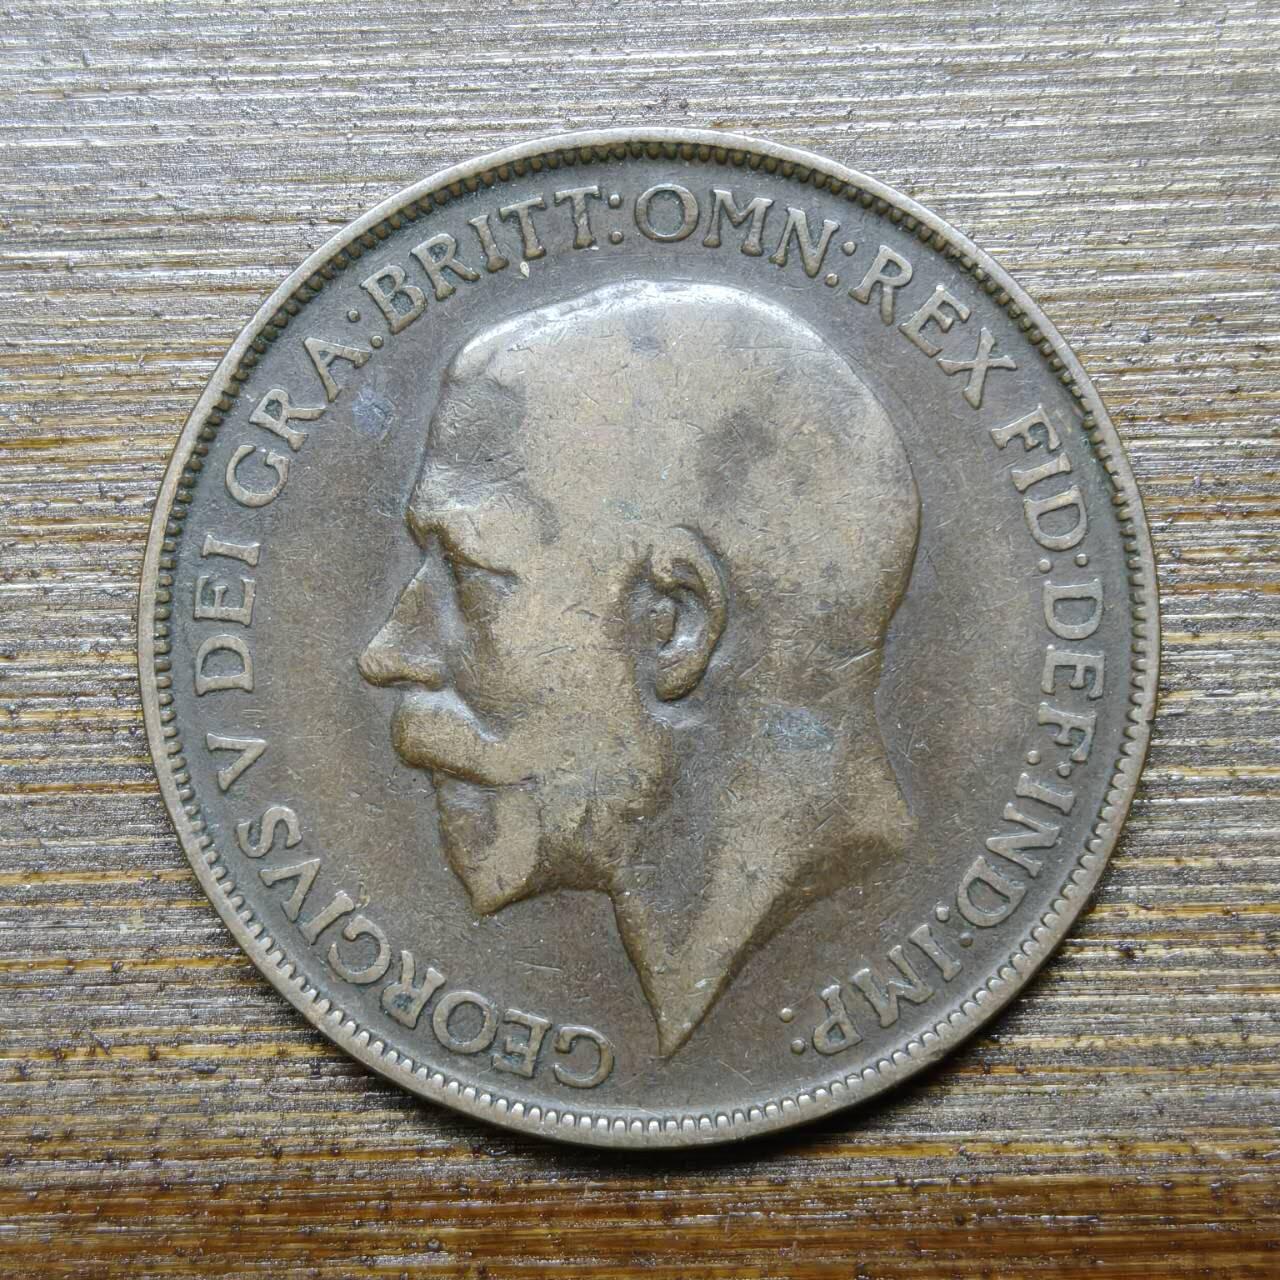 GEORGIVS V DEI GRA: BRITT: OMN: REX FID: DEF: IND: IMP: